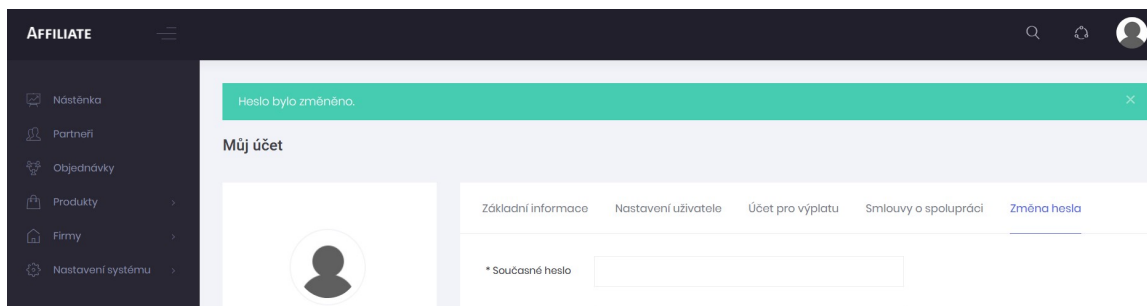 AFFILIATE
Nástěnka
Partneři
Objednávky
Produkty
Firmy
Nastavení systému
Heslo bylo změněno.
Můj účet
Základní informace Nastavení uživatele Účet pro výplatu Smlouvy o spolupráci Změna hesla
* Současné heslo